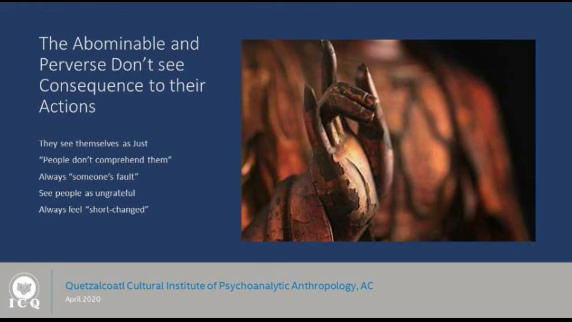 The Abominable and
Perverse Don't see
Consequence to their
Actions
They see themselves as Just
"People don't comprehend them"
Always "someone's fault"
See people as ungrateful
Always feel "short-changed"
Quetzalcoatl Cultural Institute of Psychoanalytic Anthropology, AC
April 2020
ICQ